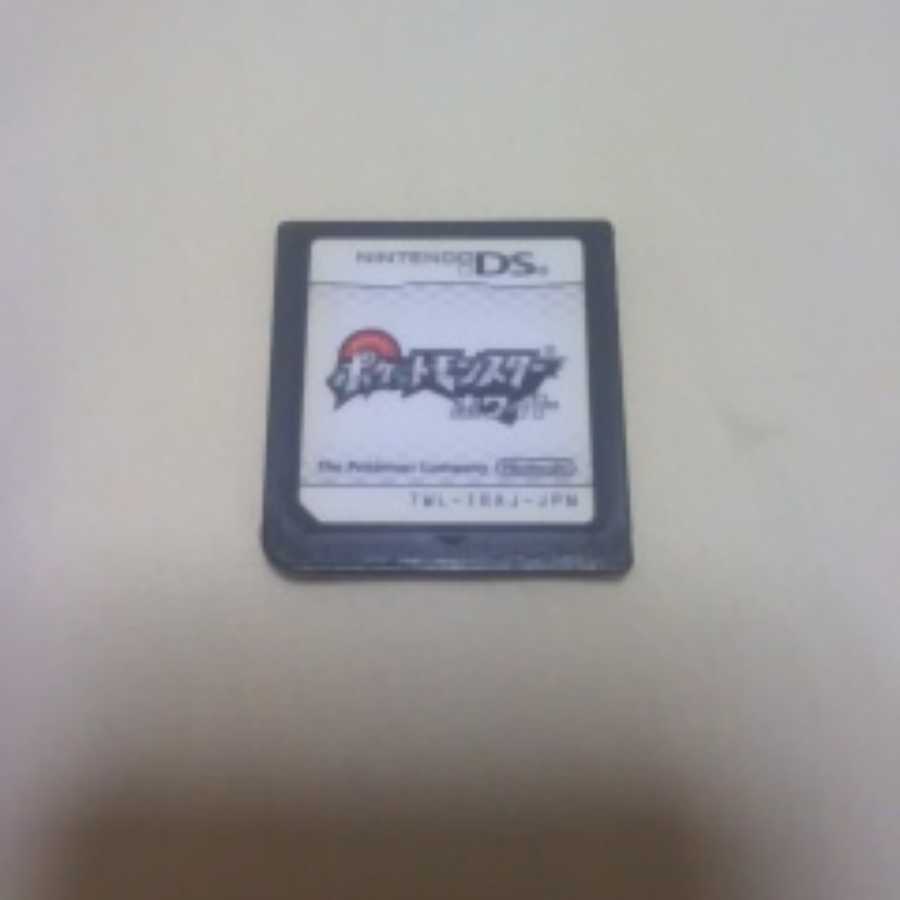 NINTENDO DS
ポケットモンスター
ホワイト
The Pokémon Company Nintendo
TWL-IRAJ-JPN